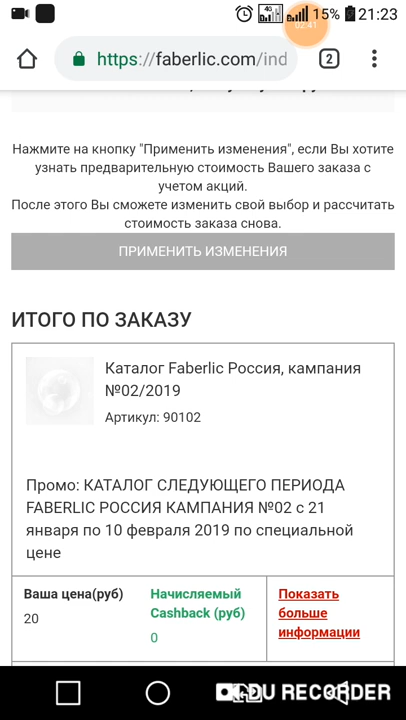 4G
15%
21:23
02:41
https://faberlic.com/ind
2
Нажмите на кнопку "Применить изменения", если Вы хотите
узнать предварительную стоимость Вашего заказа с
учетом акций.
После этого Вы сможете изменить свой выбор и рассчитать
стоимость заказа снова.
ПРИМЕНИТЬ ИЗМЕНЕНИЯ
ИТОГО ПО ЗАКАЗУ
Каталог Faberlic Россия, кампания
№02/2019
Артикул: 90102
Промо: КАТАЛОГ СЛЕДУЮЩЕГО ПЕРИОДА
FABERLIC РОССИЯ КАМПАНИЯ №02 с 21
января по 10 февраля 2019 по специальной
цене
Ваша цена(руб)
20
Начисляемый
Cashback (руб)
0
Показать
больше
информации
DU RECORDER